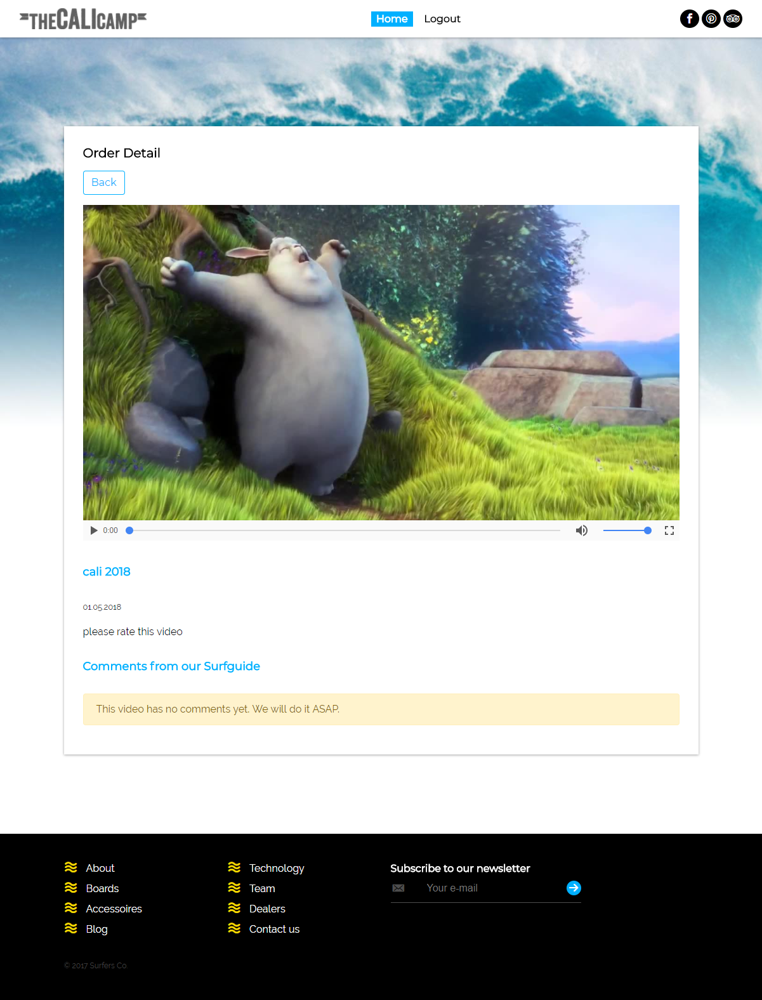 THECALICAMP
Home Logout
Order Detail
Back
0:00
cali 2018
01.05.2018
please rate this video
Comments from our Surfguide
This video has no comments yet. We will do it ASAP.
About
Boards
Accessoires
Blog
Technology
Team
Dealers
Contact us
Subscribe to our newsletter
Your e-mail
© 2017 Surfers Co.